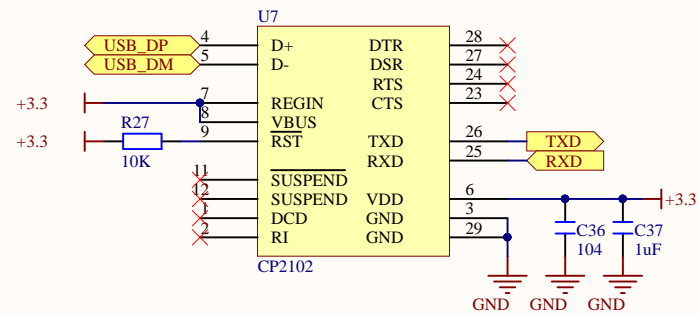 U7
USB_DP 4 D+ DTR 28
USB_DM 5 D- DSR 27
RTS 24
+3.3 7 REGIN CTS 23
8 VBUS
+3.3 R27 10K 9 RST TXD 26 TXD
RXD 25 RXD
11 SUSPEND
12 SUSPEND VDD 6 +3.3
1 DCD GND 3
2 RI GND 29
C36 C37
104 1uF
CP2102
GND GND GND